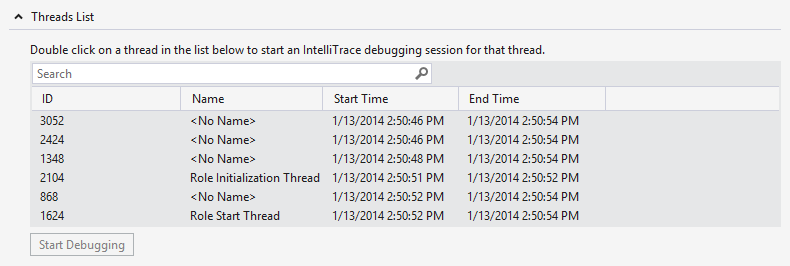 Threads List
Double click on a thread in the list below to start an IntelliTrace debugging session for that thread.
Search
ID Name Start Time End Time
3052 <No Name> 1/13/2014 2:50:46 PM 1/13/2014 2:50:54 PM
2424 <No Name> 1/13/2014 2:50:46 PM 1/13/2014 2:50:54 PM
1348 <No Name> 1/13/2014 2:50:48 PM 1/13/2014 2:50:54 PM
2104 Role Initialization Thread 1/13/2014 2:50:51 PM 1/13/2014 2:50:52 PM
868 <No Name> 1/13/2014 2:50:52 PM 1/13/2014 2:50:54 PM
1624 Role Start Thread 1/13/2014 2:50:52 PM 1/13/2014 2:50:54 PM
Start Debugging